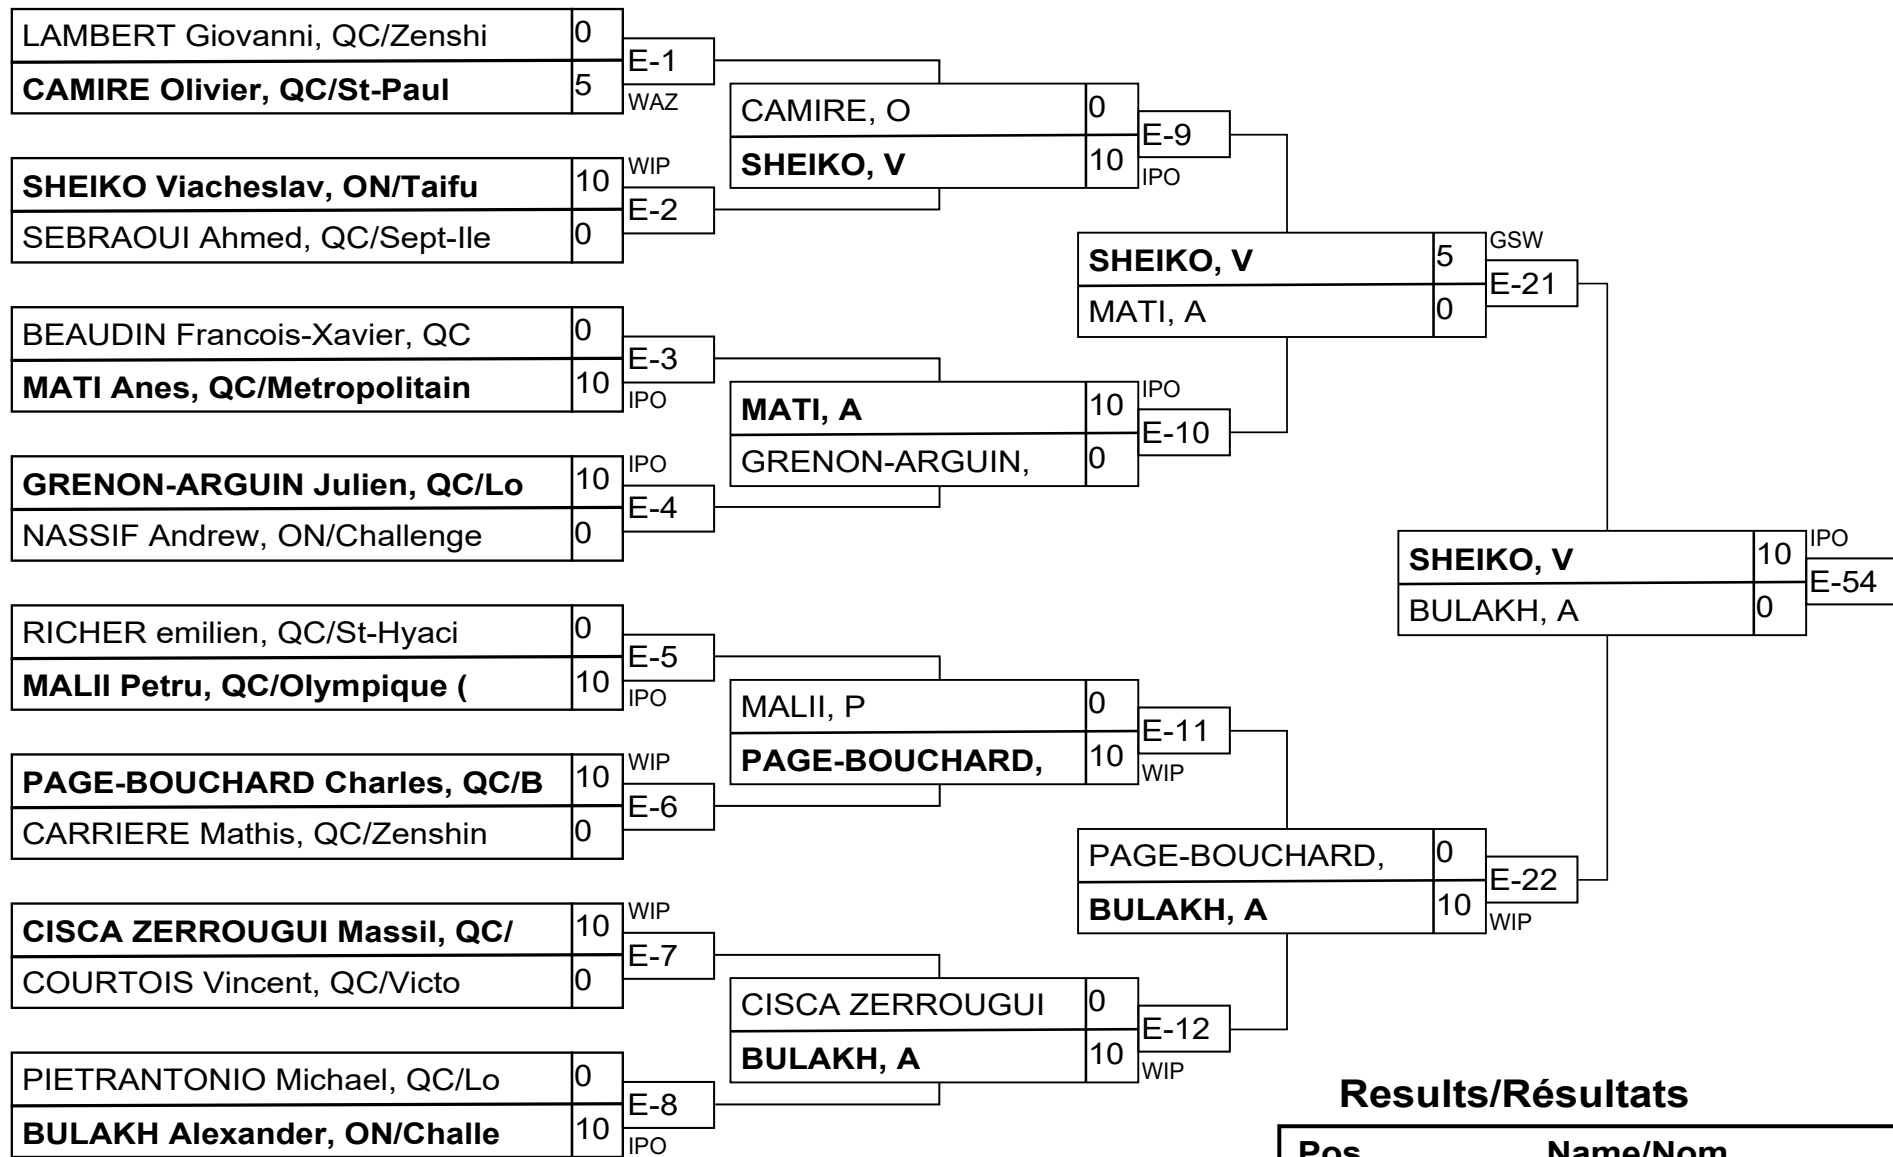 LAMBERT Giovanni, QC/Zenshi 0
E-1
CAMIRE Olivier, QC/St-Paul 5
WAZ
SHEIKO Viacheslav, ON/Taifu 10
WIP
E-2
SEBRAOUI Ahmed, QC/Sept-Ile 0
BEAUDIN Francois-Xavier, QC 0
E-3
MATI Anes, QC/Metropolitain 10
IPO
GRENON-ARGUIN Julien, QC/Lo 10
IPO
E-4
NASSIF Andrew, ON/Challenge 0
RICHER emilien, QC/St-Hyaci 0
E-5
MALII Petru, QC/Olympique ( 10
IPO
PAGE-BOUCHARD Charles, QC/B 10
WIP
E-6
CARRIERE Mathis, QC/Zenshin 0
CISCA ZERROUGUI Massil, QC/ 10
WIP
E-7
COURTOIS Vincent, QC/Victo 0
PIETRANTONIO Michael, QC/Lo 0
E-8
BULAKH Alexander, ON/Challe 10
IPO
CAMIRE, O 0
E-9
SHEIKO, V 10
IPO
MATI, A 10
IPO
E-10
GRENON-ARGUIN, 0
MALII, P 0
E-11
PAGE-BOUCHARD, 10
WIP
CISCA ZERROUGUI 0
E-12
BULAKH, A 10
WIP
SHEIKO, V 5
GSW
E-21
MATI, A 0
PAGE-BOUCHARD, 0
E-22
BULAKH, A 10
WIP
SHEIKO, V 10
IPO
E-54
BULAKH, A 0
Results/Résultats
Pos Name/Nom